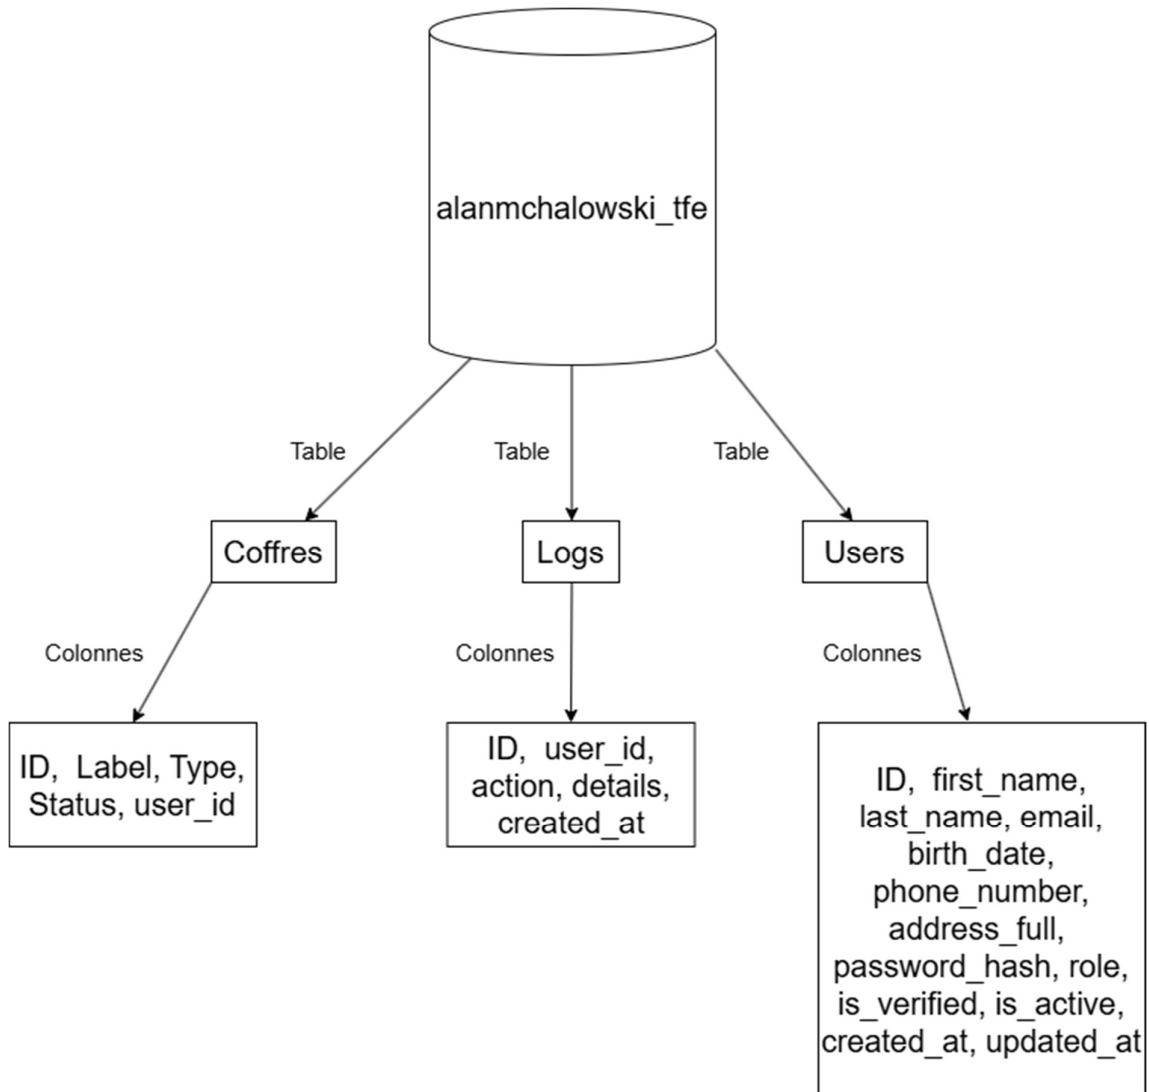 alanmchalowski_tfe
Table
Table
Table
Coffres
Logs
Users
Colonnes
Colonnes
Colonnes
ID, Label, Type,
Status, user_id
ID, user_id,
action, details,
created_at
ID, first_name,
last_name, email,
birth_date,
phone_number,
address_full,
password_hash, role,
is_verified, is_active,
created_at, updated_at